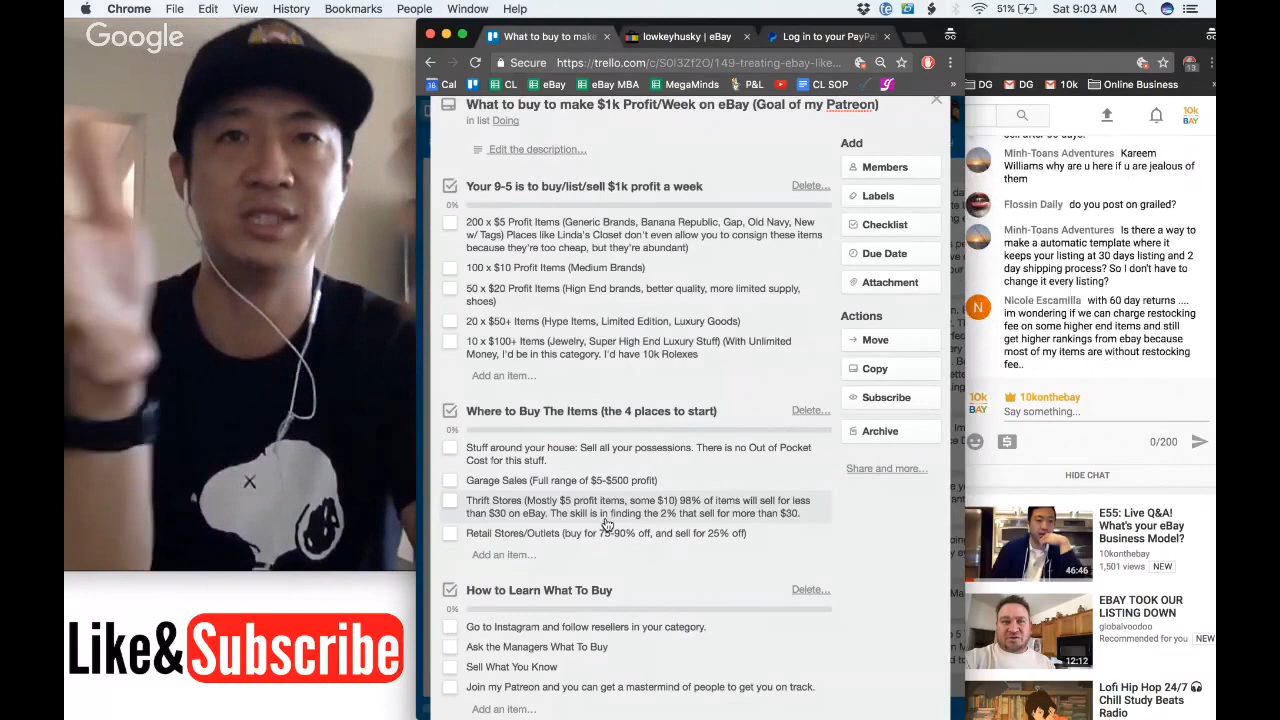 Chrome File Edit View History Bookmarks People Window Help
51% Sat 9:03 AM
Google
What to buy to make
lowkeyhusky | eBay
Log in to your PayPa
Secure https://trello.com/c/S0I3Zf2O/149-treating-ebay-like...
Cal CL eBay eBay MBA MegaMinds P&L CL SOP
DG DG 10k Online Business
What to buy to make $1k Profit/Week on eBay (Goal of my Patreon)
in list Doing
Edit the description...
Your 9-5 is to buy/list/sell $1k profit a week
Delete...
0%
200 x $5 Profit Items (Generic Brands, Banana Republic, Gap, Old Navy, New
w/ Tags) Places like Linda's Closet don't even allow you to consign these items
because they're too cheap, but they're abundant)
100 x $10 Profit Items (Medium Brands)
50 x $20 Profit Items (Hign End brands, better quality, more limited supply,
shoes)
20 x $50+ Items (Hype Items, Limited Edition, Luxury Goods)
10 x $100+ Items (Jewelry, Super High End Luxury Stuff) (With Unlimited
Money, I'd be in this category. I'd have 10k Rolexes
Add an item...
Where to Buy The Items (the 4 places to start)
Delete...
0%
Stuff around your house: Sell all your possessions. There is no Out of Pocket
Cost for this stuff.
Garage Sales (Full range of $5-$500 profit)
Thrift Stores (Mostly $5 profit items, some $10) 98% of items will sell for less
than $30 on eBay. The skill is in finding the 2% that sell for more than $30.
Retail Stores/Outlets (buy for 75-90% off, and sell for 25% off)
Add an item...
How to Learn What To Buy
Delete...
0%
Go to Instagram and follow resellers in your category.
Ask the Managers What To Buy
Sell What You Know
Join my Patreon and you can get a mastermind of people to get you on track.
Add an item...
Add
Members
Labels
Checklist
Due Date
Attachment
Actions
Move
Copy
Subscribe
Archive
Share and more...
10K BAY
Minh-Toans Adventures Kareem
Williams why are u here if u are jealous of
them
Flossin Daily do you post on grailed?
Minh-Toans Adventures Is there a way to
make a automatic template where it
keeps your listing at 30 days listing and 2
day shipping process? So I don't have to
change it every listing?
N
Nicole Escamilla with 60 day returns ....
im wondering if we can charge restocking
fee on some higher end items and still
get higher rankings from ebay because
most of my items are without restocking
fee..
10k BAY
10konthebay
Say something...
0/200
HIDE CHAT
E55: Live Q&A!
What's your eBay
Business Model?
10konthebay
1,501 views NEW
46:46
EBAY TOOK OUR
LISTING DOWN
globalvoodoo
Recommended for you NEW
12:12
Lofi Hip Hop 24/7
Chill Study Beats
Radio
Like& Subscribe